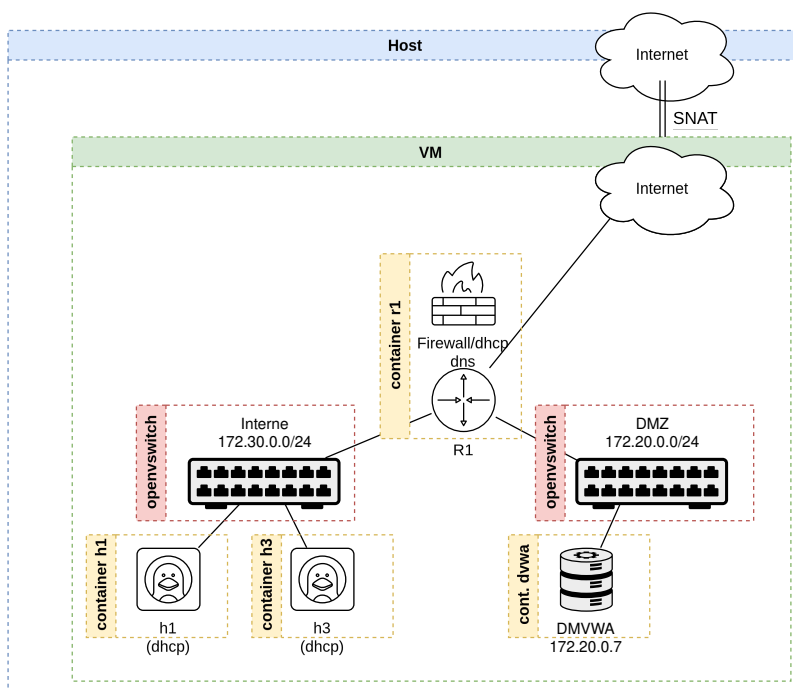 Host
Internet
SNAT
VM
Internet
container r1
Firewall/dhcp
dns
R1
openvswitch
Interne
172.30.0.0/24
openvswitch
DMZ
172.20.0.0/24
container h1
h1
(dhcp)
container h3
h3
(dhcp)
cont. dvwa
DMVWA
172.20.0.7